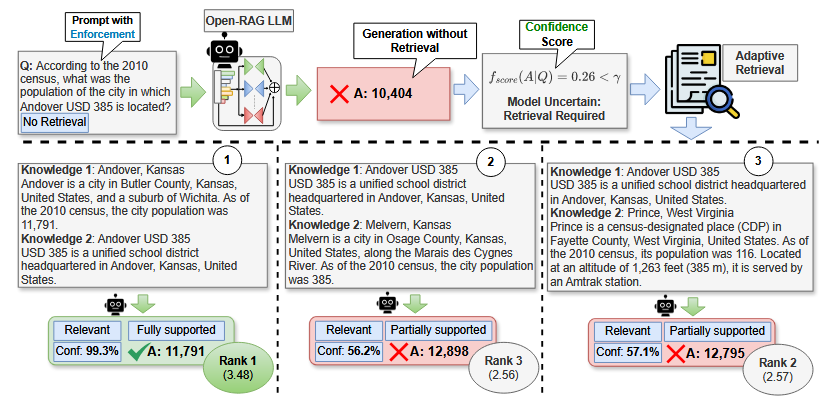 Prompt with
Enforcement
Open-RAG LLM
Generation without
Retrieval
Confidence
Score
Q: According to the 2010
census, what was the
population of the city in which
Andover USD 385 is located?
No Retrieval
A: 10,404
f_score(A|Q) = 0.26 < γ
Model Uncertain:
Retrieval Required
Adaptive
Retrieval
1
Knowledge 1: Andover, Kansas
Andover is a city in Butler County, Kansas,
United States, and a suburb of Wichita. As of
the 2010 census, the city population was
11,791.
Knowledge 2: Andover USD 385
USD 385 is a unified school district
headquartered in Andover, Kansas, United
States.
Relevant
Fully supported
Conf: 99.3%
A: 11,791
Rank 1
(3.48)
2
Knowledge 1: Andover USD 385
USD 385 is a unified school district
headquartered in Andover, Kansas, United
States.
Knowledge 2: Melvern, Kansas
Melvern is a city in Osage County, Kansas,
United States, along the Marais des Cygnes
River. As of the 2010 census, the city population
was 385.
Relevant
Partially supported
Conf: 56.2%
A: 12,898
Rank 3
(2.56)
3
Knowledge 1: Andover USD 385
USD 385 is a unified school district headquartered
in Andover, Kansas, United States.
Knowledge 2: Prince, West Virginia
Prince is a census-designated place (CDP) in
Fayette County, West Virginia, United States. As of
the 2010 census, its population was 116. Located
at an altitude of 1,263 feet (385 m), it is served by
an Amtrak station.
Relevant
Partially supported
Conf: 57.1%
A: 12,795
Rank 2
(2.57)